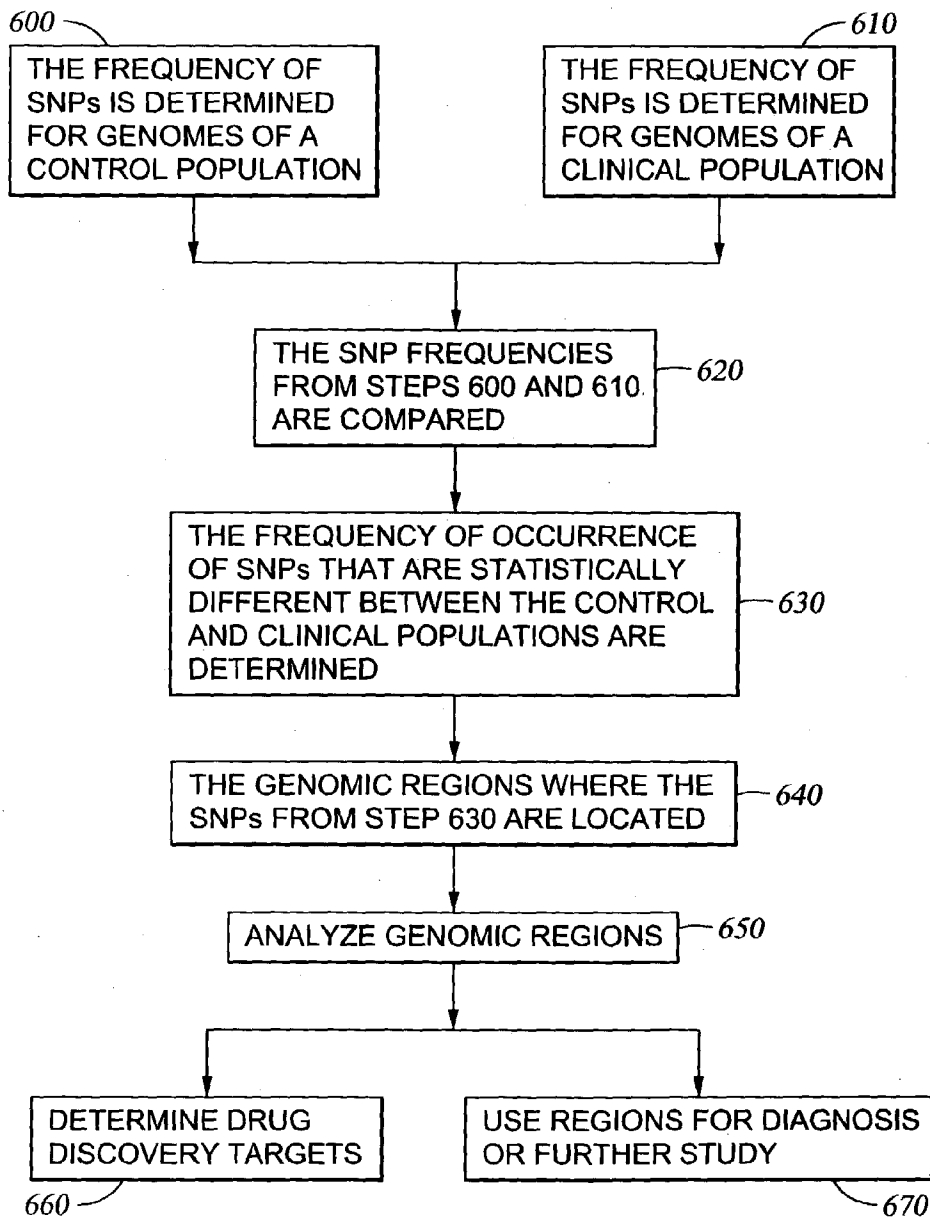 600
THE FREQUENCY OF
SNPs IS DETERMINED
FOR GENOMES OF A
CONTROL POPULATION
610
THE FREQUENCY OF
SNPs IS DETERMINED
FOR GENOMES OF A
CLINICAL POPULATION
THE SNP FREQUENCIES
FROM STEPS 600 AND 610
ARE COMPARED
620
THE FREQUENCY OF OCCURRENCE
OF SNPs THAT ARE STATISTICALLY
DIFFERENT BETWEEN THE CONTROL
AND CLINICAL POPULATIONS ARE
DETERMINED
630
THE GENOMIC REGIONS WHERE THE
SNPs FROM STEP 630 ARE LOCATED
640
ANALYZE GENOMIC REGIONS
650
DETERMINE DRUG
DISCOVERY TARGETS
660
USE REGIONS FOR DIAGNOSIS
OR FURTHER STUDY
670